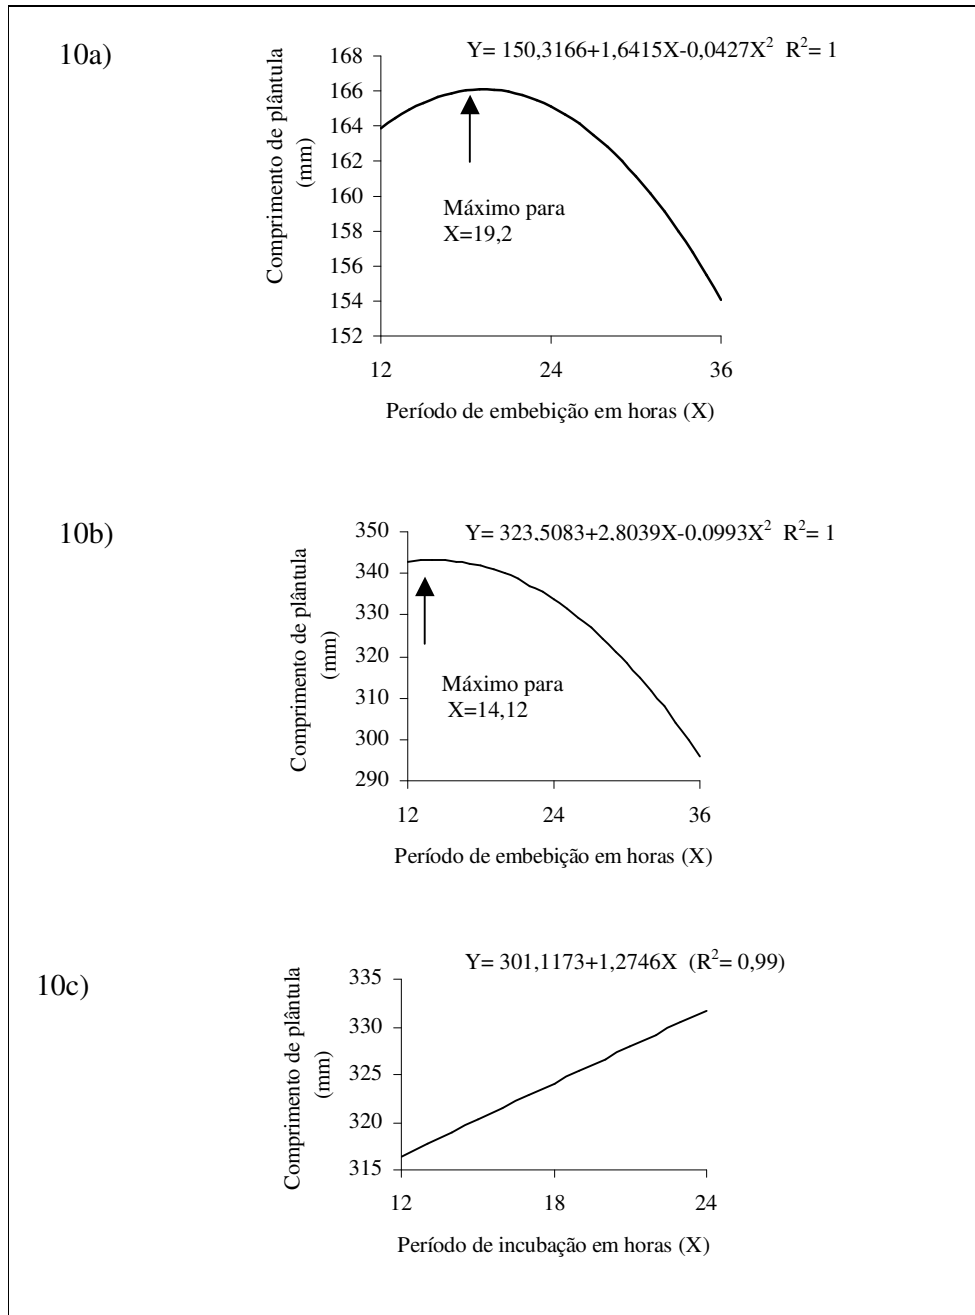 10a)
Y= 150,3166+1,6415X-0,0427X² R²= 1
Comprimento de plântula
(mm)
168
166
164
162
160
158
156
154
152
Máximo para
X=19,2
12 24 36
Período de embebição em horas (X)
10b)
Y= 323,5083+2,8039X-0,0993X² R²= 1
Comprimento de plântula
(mm)
350
340
330
320
310
300
290
Máximo para
X=14,12
12 24 36
Período de embebição em horas (X)
10c)
Y= 301,1173+1,2746X (R²= 0,99)
Comprimento de plântula
(mm)
335
330
325
320
315
12 18 24
Período de incubação em horas (X)